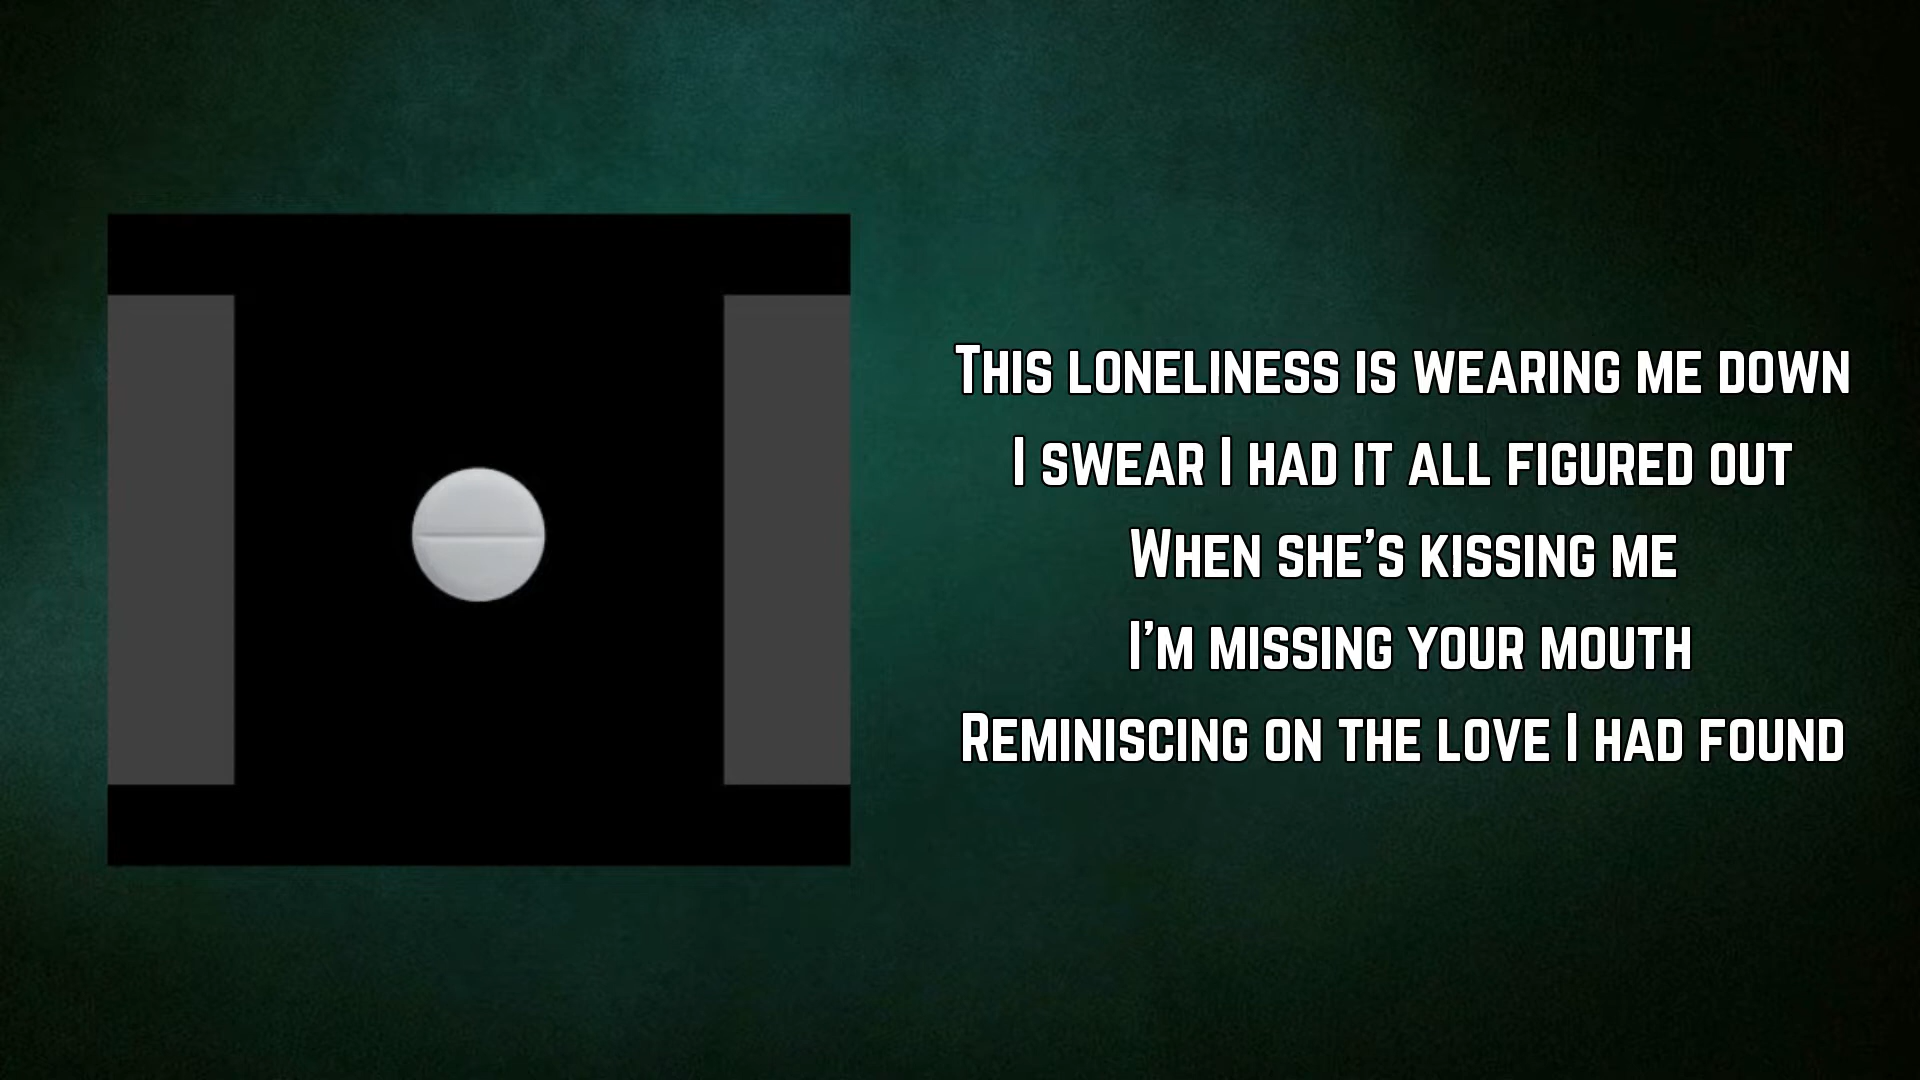 This loneliness is wearing me down
I swear I had it all figured out
When she's kissing me
I'm missing your mouth
Reminiscing on the love I had found